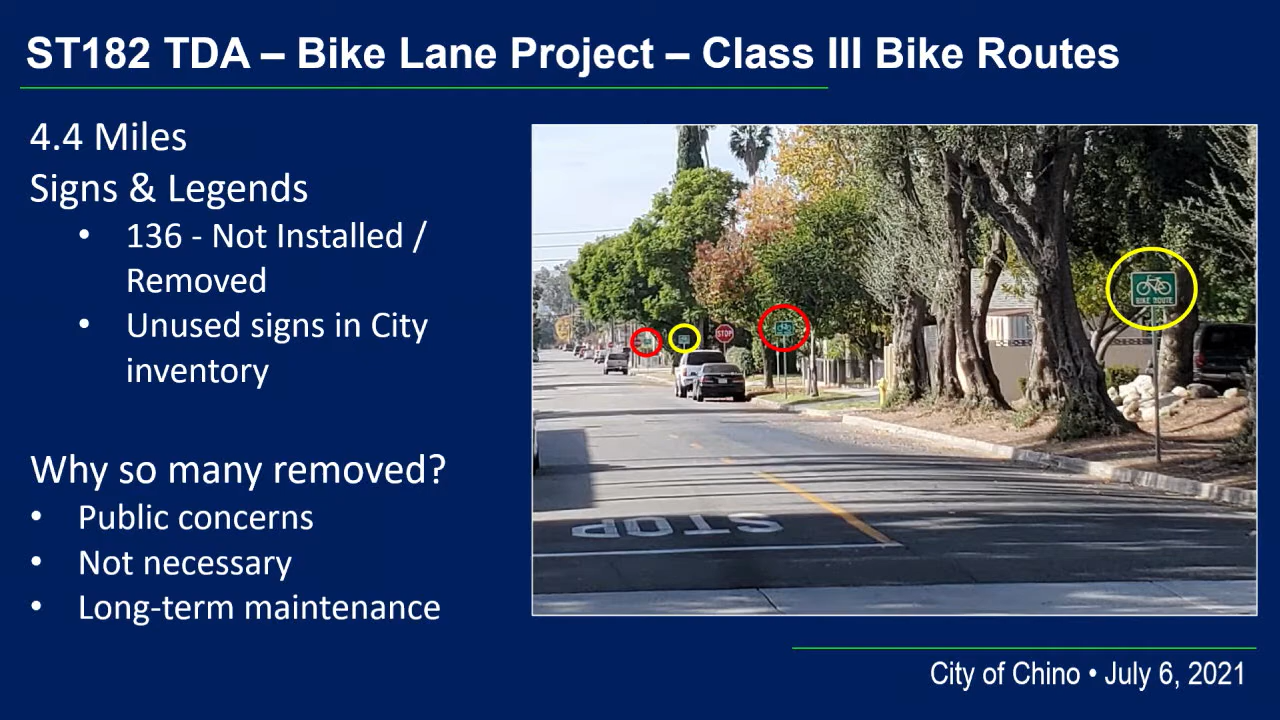 ST182 TDA – Bike Lane Project – Class III Bike Routes
4.4 Miles
Signs & Legends
• 136 - Not Installed /
Removed
• Unused signs in City
inventory
Why so many removed?
• Public concerns
• Not necessary
• Long-term maintenance
BIKE ROUTE
STOP
STOP
City of Chino • July 6, 2021